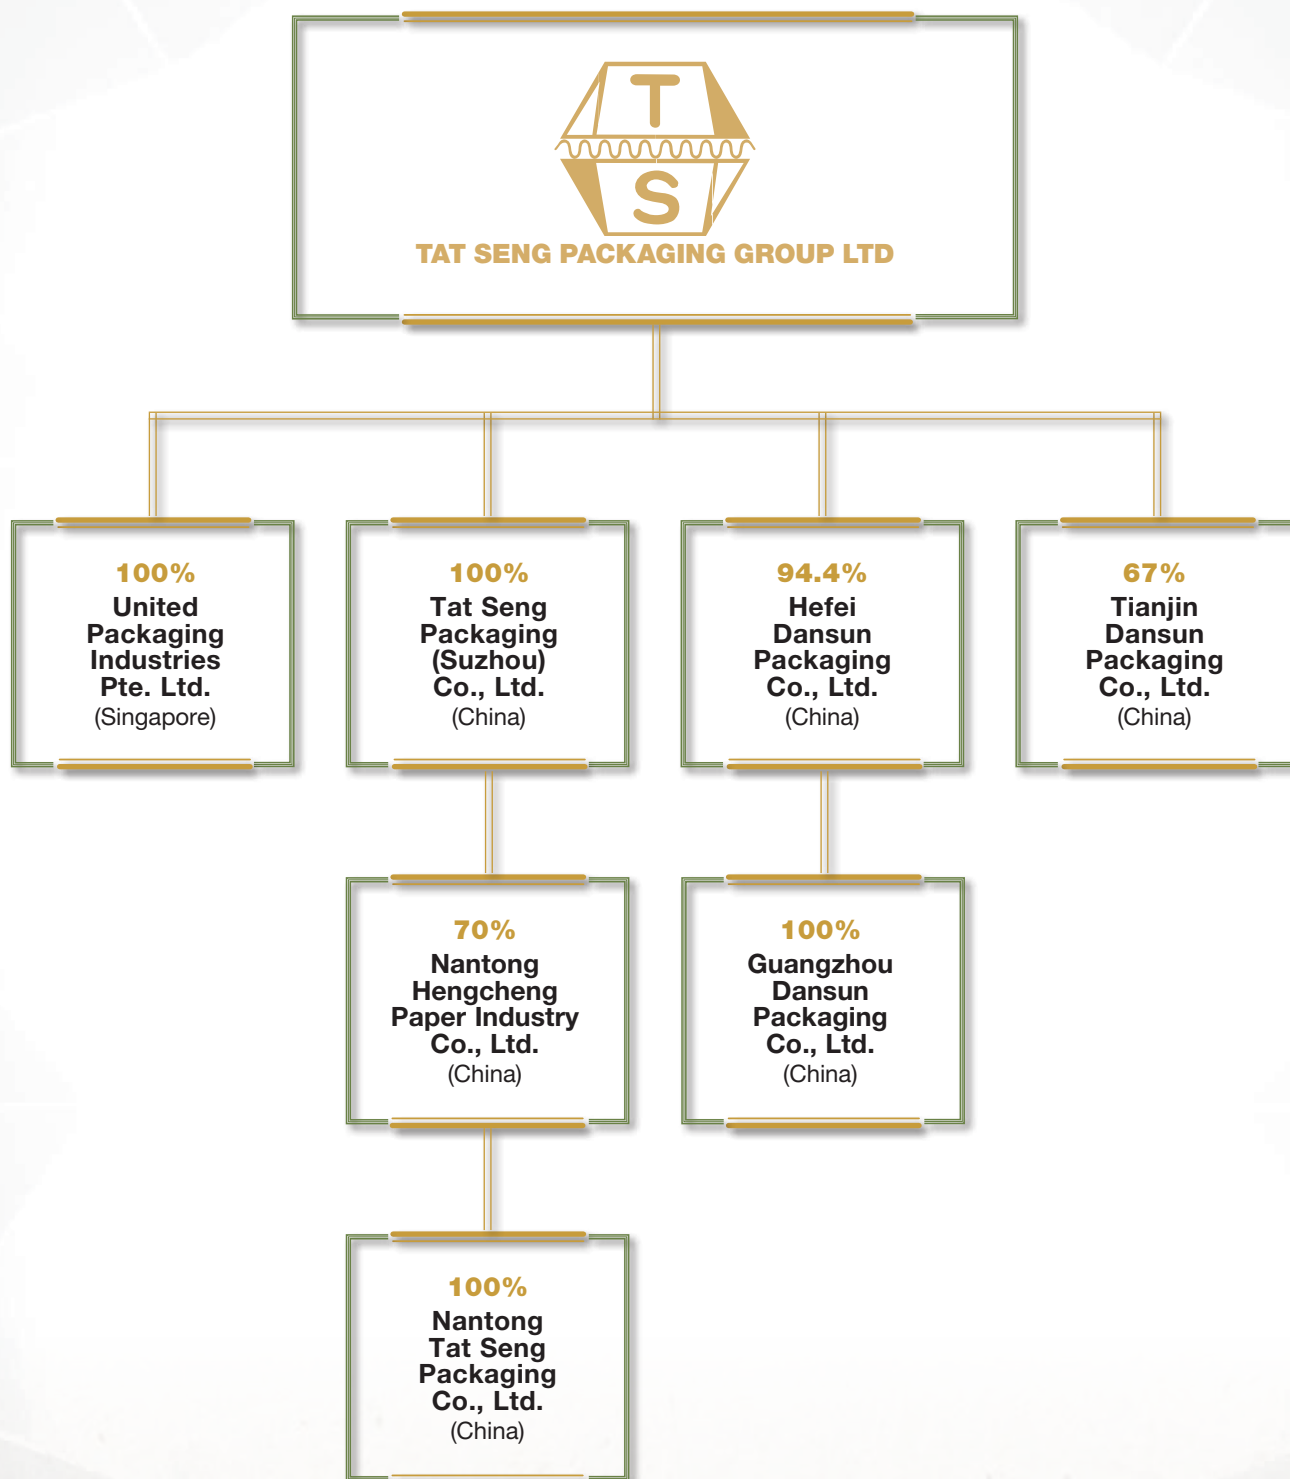 T
S
TAT SENG PACKAGING GROUP LTD
100%
United
Packaging
Industries
Pte. Ltd.
(Singapore)
100%
Tat Seng
Packaging
(Suzhou)
Co., Ltd.
(China)
94.4%
Hefei
Dansun
Packaging
Co., Ltd.
(China)
67%
Tianjin
Dansun
Packaging
Co., Ltd.
(China)
70%
Nantong
Hengcheng
Paper Industry
Co., Ltd.
(China)
100%
Guangzhou
Dansun
Packaging
Co., Ltd.
(China)
100%
Nantong
Tat Seng
Packaging
Co., Ltd.
(China)